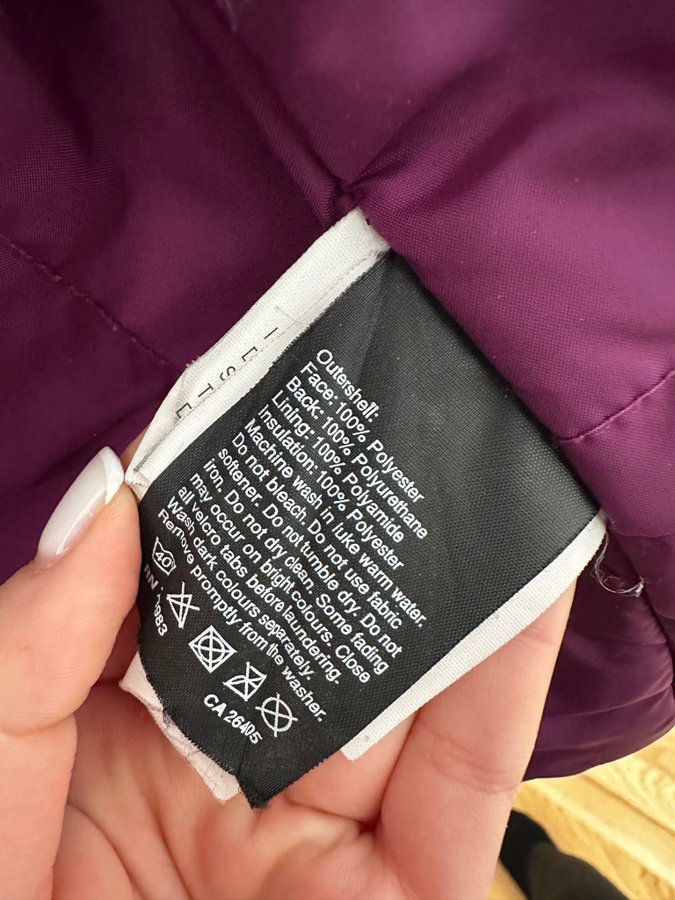 Outershell:
Face: 100% Polyester
Back: 100% Polyurethane
Lining: 100% Polyamide
Insulation: 100% Polyester
Machine wash in luke warm water.
Do not bleach. Do not use fabric
softener. Do not tumble dry. Do not
iron. Do not dry clean. Some fading
may occur on bright colours. Close
all velcro tabs before laundering.
Wash dark colours separately.
Remove promptly from the washer.
40
CA 26405